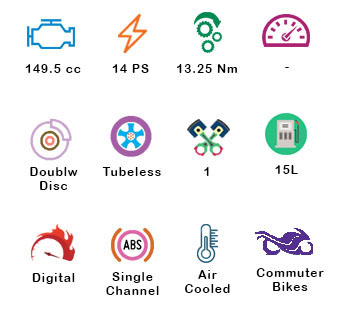 149.5 cc
14 PS
13.25 Nm
-
Doublw
Disc
Tubeless
1
15L
Digital
ABS
Single
Channel
Air
Cooled
Commuter
Bikes